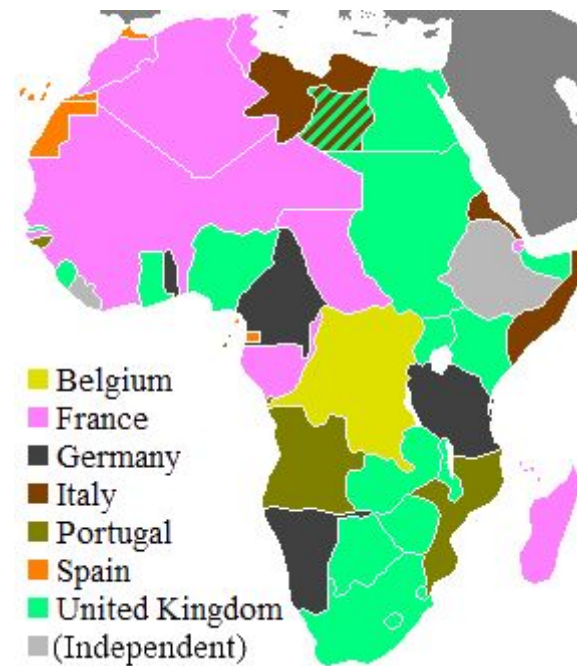 Belgium
France
Germany
Italy
Portugal
Spain
United Kingdom
(Independent)